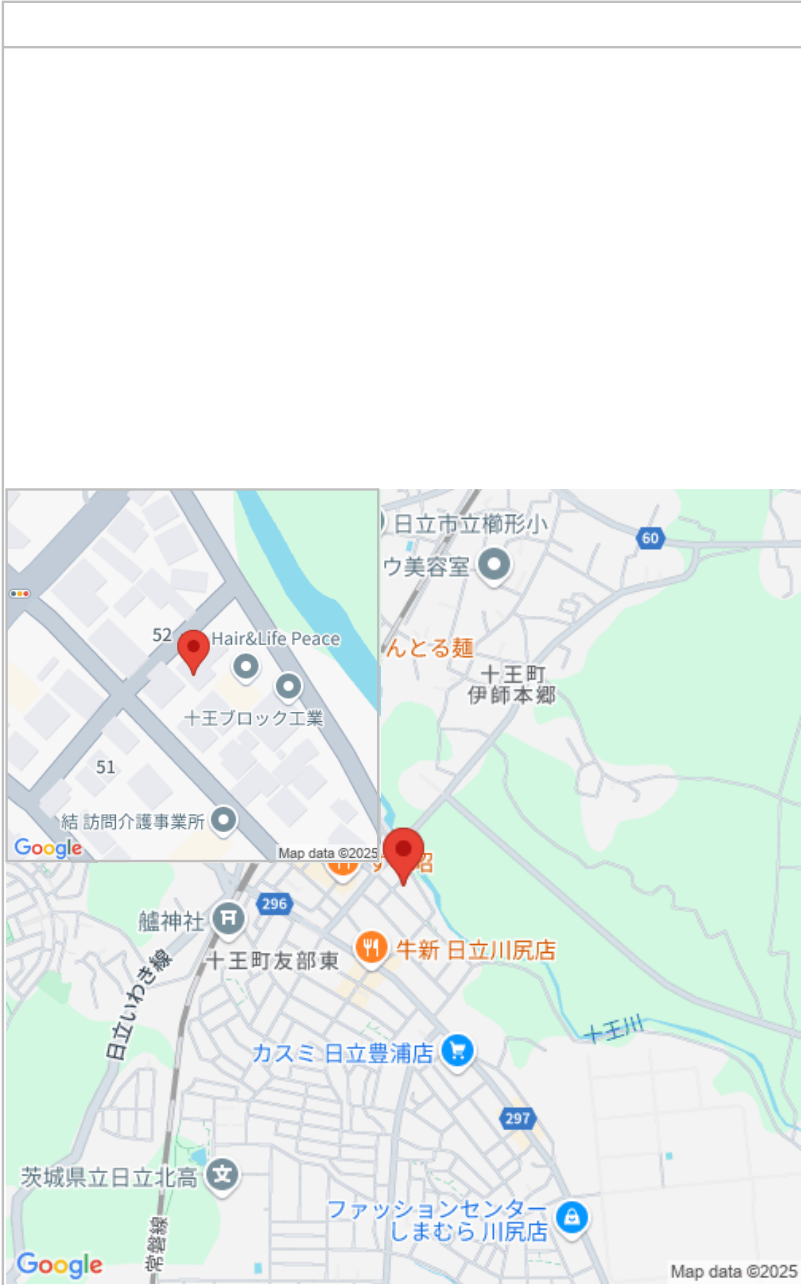 52
Hair&Life Peace
十王ブロック工業
51
結 訪問介護事業所
Google
Map data ©2025
日立市立櫛形小
ウ美容室
60
んとる麺
十王町
伊師本郷
296
艫神社
十王町友部東
牛新 日立川尻店
日立いわき線
十王川
カスミ 日立豊浦店
297
茨城県立日立北高
文
ファッションセンター
しまむら 川尻店
常磐線
Google
Map data ©2025